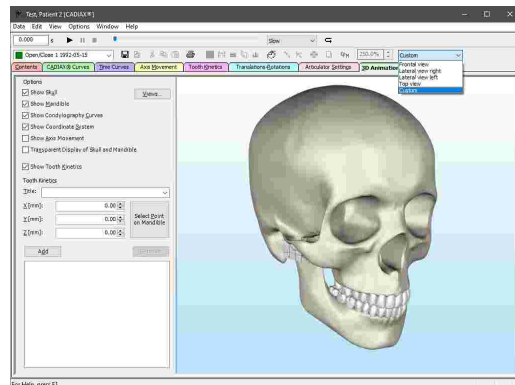 Test, Patient 2 [CADIAX®]
Data Edit View Options Window Help
0.000 s Slow
Open/Close 1 1992-05-15 250.0% Custom
Contents CADIAX® Curves Time Curves Axis Movement Tooth Kinetics Translations-Rotations Articulator Settings 3D Animation
Frontal view
Lateral view right
Lateral view left
Top view
Custom
Options
Show Skull Views...
Show Mandible
Show Condylography Curves
Show Coordinate System
Show Axis Movement
Transparent Display of Skull and Mandible
Show Tooth Kinetics
Tooth Kinetics
Title:
X [mm]: 0.00
Y [mm]: 0.00
Z [mm]: 0.00
Select Point
on Mandible
Add
For Help, press F1